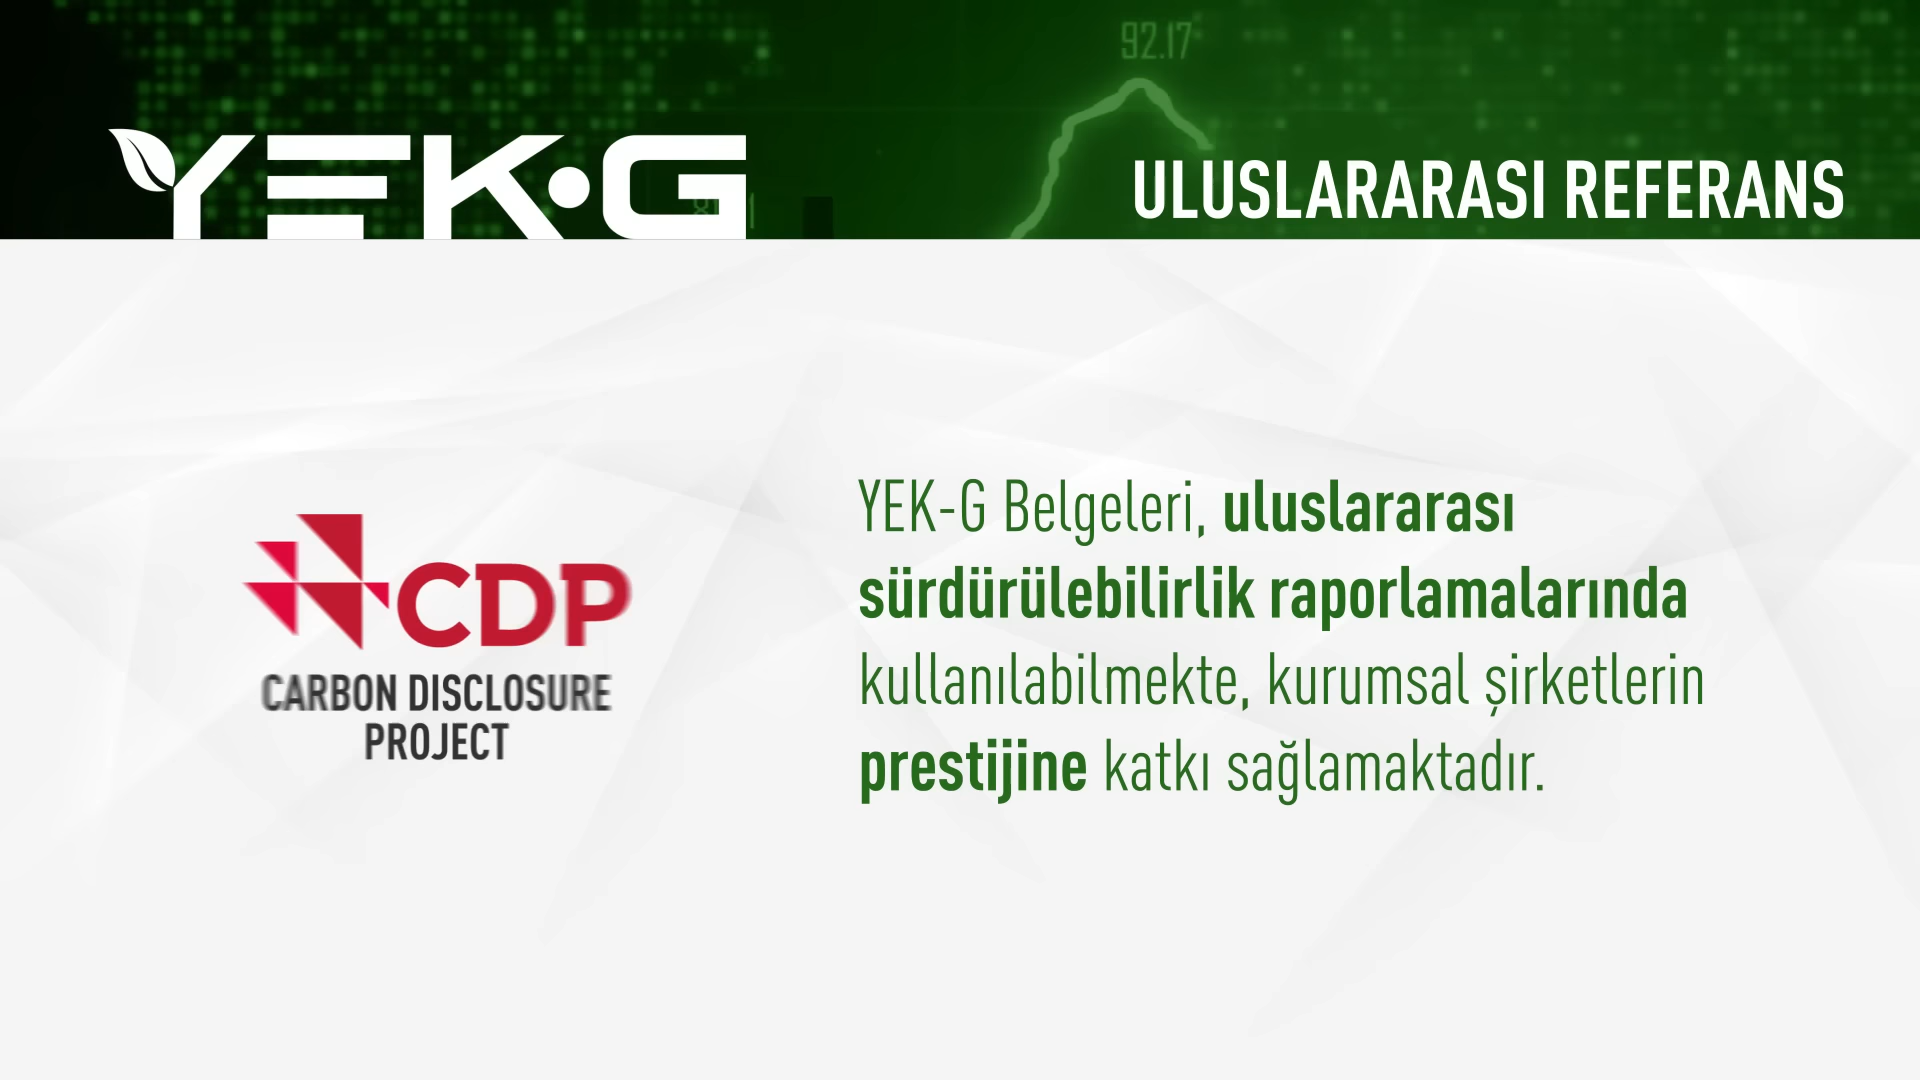 92.17
YEK·G
ULUSLARARASI REFERANS
YEK-G Belgeleri, uluslararası
sürdürülebilirlik raporlamalarında
kullanılabilmekte, kurumsal şirketlerin
prestijine katkı sağlamaktadır.
CDP
CARBON DISCLOSURE
PROJECT